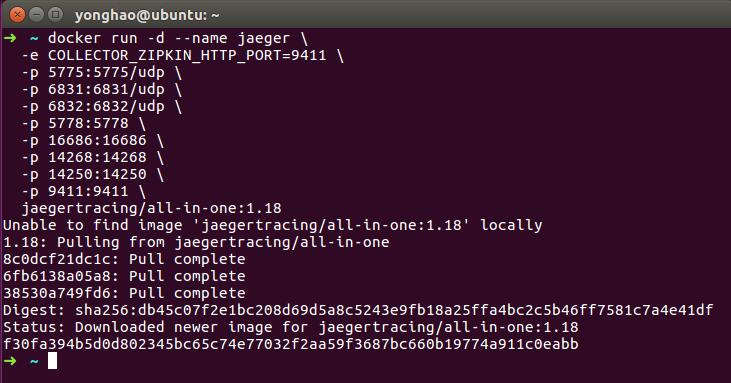 yonghao@ubuntu: ~
➜  ~ docker run -d --name jaeger \
  -e COLLECTOR_ZIPKIN_HTTP_PORT=9411 \
  -p 5775:5775/udp \
  -p 6831:6831/udp \
  -p 6832:6832/udp \
  -p 5778:5778 \
  -p 16686:16686 \
  -p 14268:14268 \
  -p 14250:14250 \
  -p 9411:9411 \
  jaegertracing/all-in-one:1.18
Unable to find image 'jaegertracing/all-in-one:1.18' locally
1.18: Pulling from jaegertracing/all-in-one
8c0dcf21dc1c: Pull complete
6fb6138a05a8: Pull complete
38530a749fd6: Pull complete
Digest: sha256:db45c07f2e1bc208d69d5a8c5243e9fb18a25ffa4bc2c5b46ff7581c7a4e41df
Status: Downloaded newer image for jaegertracing/all-in-one:1.18
f30fa394b5d0d802345bc65c74e77032f2aa59f3687bc660b19774a911c0eabb
➜  ~